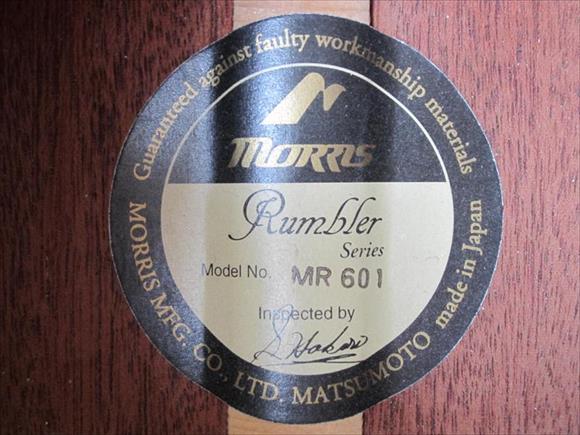 Guaranteed against faulty workmanship materials
MORRIS
Rumbler
Series
Model No. MR 601
Inspected by
MORRIS MFG. CO., LTD. MATSUMOTO made in Japan